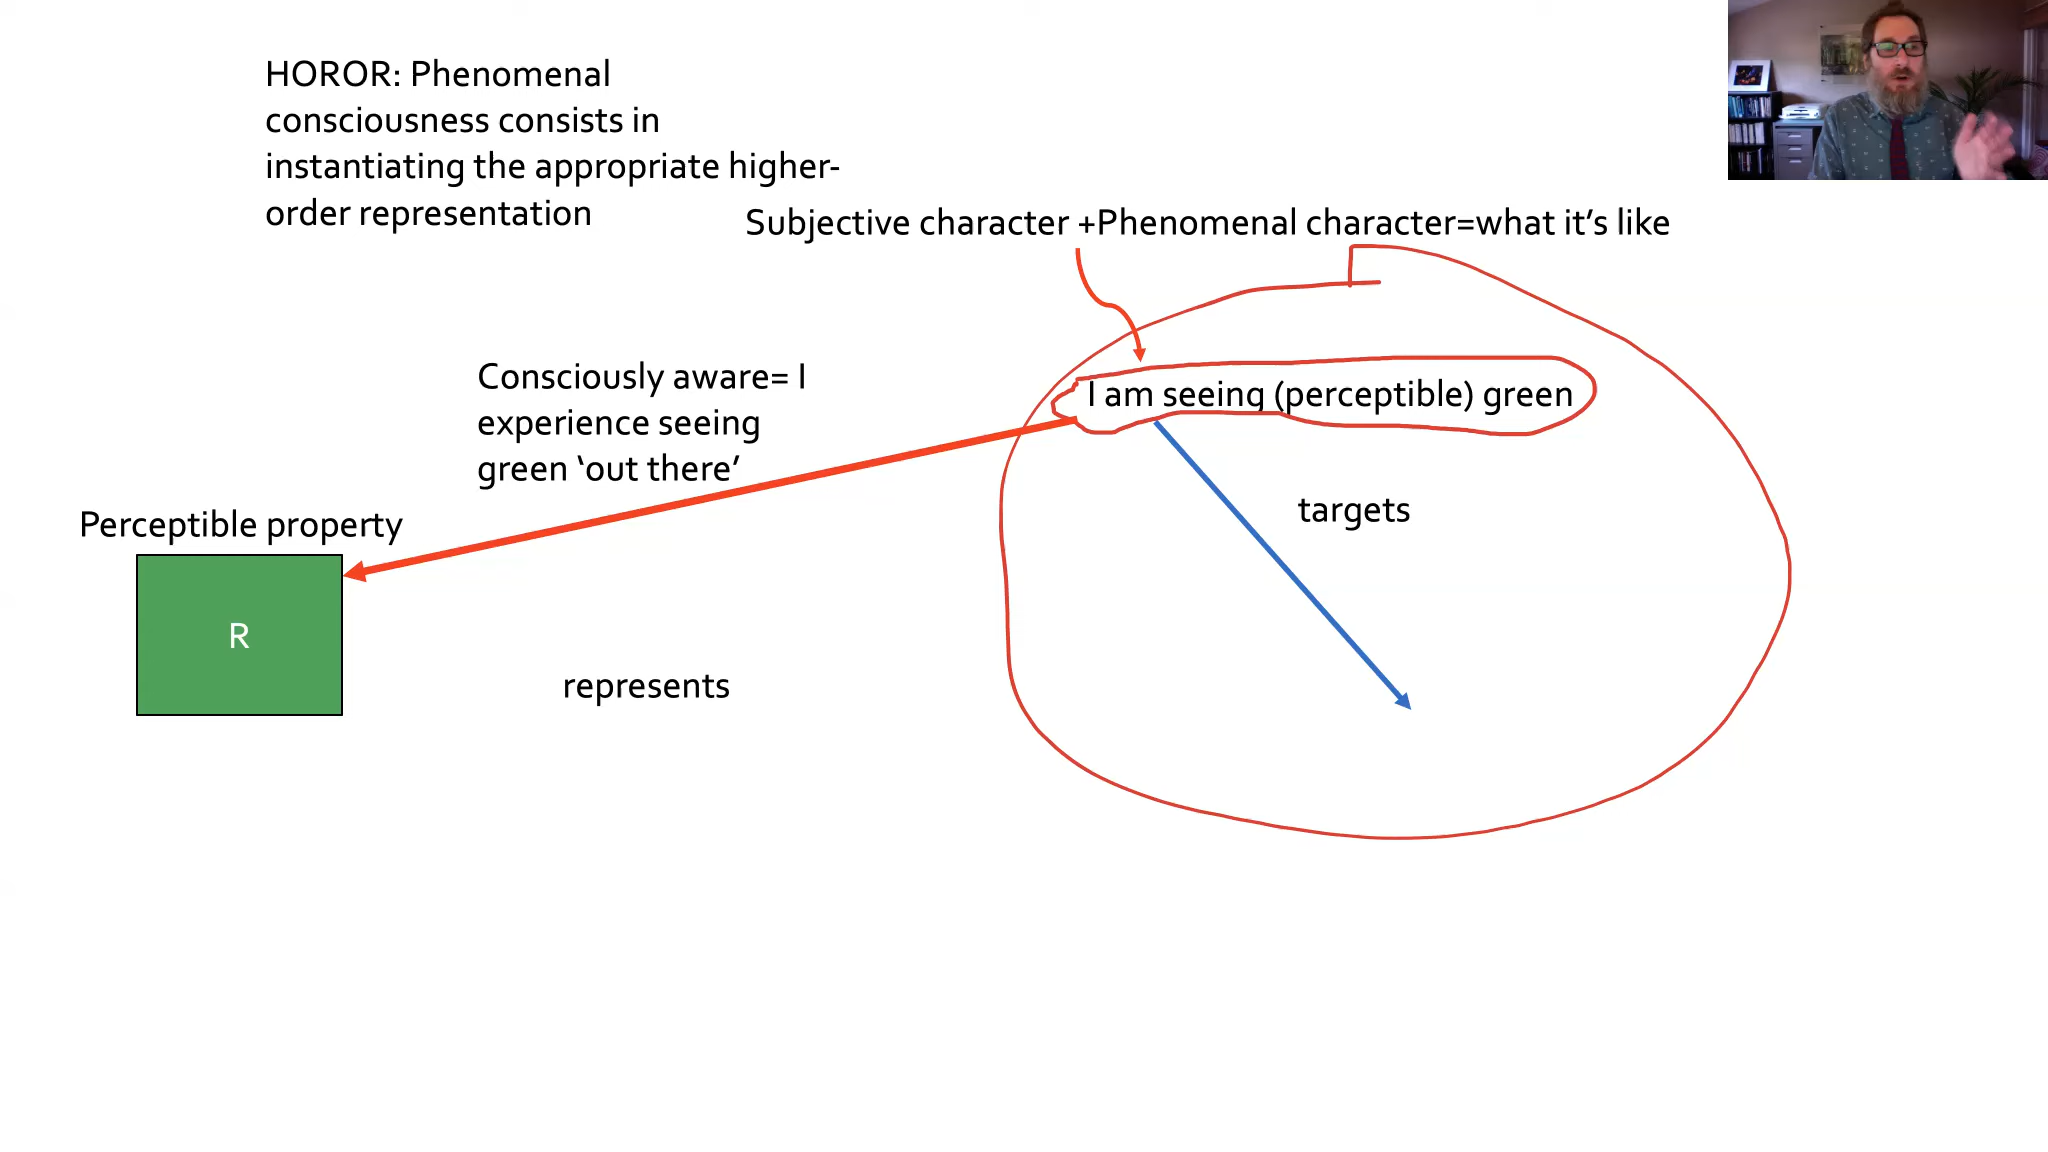 HOROR: Phenomenal
consciousness consists in
instantiating the appropriate higher-
order representation
Subjective character +Phenomenal character=what it’s like
Consciously aware= I
experience seeing
green ‘out there’
I am seeing (perceptible) green
targets
Perceptible property
R
represents